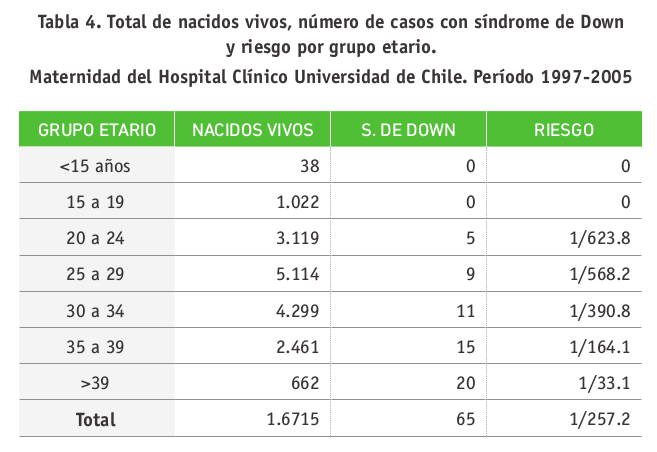 Tabla 4. Total de nacidos vivos, número de casos con síndrome de Down
y riesgo por grupo etario.
Maternidad del Hospital Clínico Universidad de Chile. Período 1997-2005
GRUPO ETARIO NACIDOS VIVOS S. DE DOWN RIESGO
<15 años 38 0 0
15 a 19 1.022 0 0
20 a 24 3.119 5 1/623.8
25 a 29 5.114 9 1/568.2
30 a 34 4.299 11 1/390.8
35 a 39 2.461 15 1/164.1
>39 662 20 1/33.1
Total 1.6715 65 1/257.2